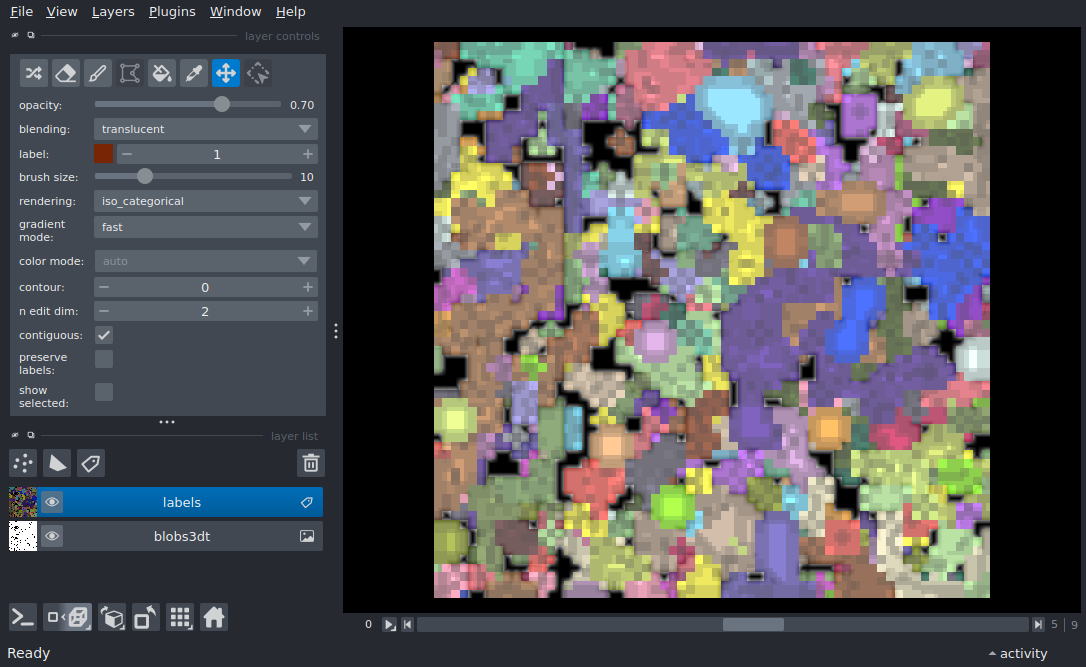 File View Layers Plugins Window Help
layer controls
opacity: 0.70
blending: translucent
label: 1
brush size: 10
rendering: iso_categorical
gradient
mode: fast
color mode: auto
contour: 0
n edit dim: 2
contiguous:
preserve
labels:
show
selected:
layer list
labels
blobs3dt
0 5 | 9
Ready activity